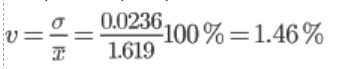 v = σ / x̅ = 0.0236 / 1.619 100% = 1.46%